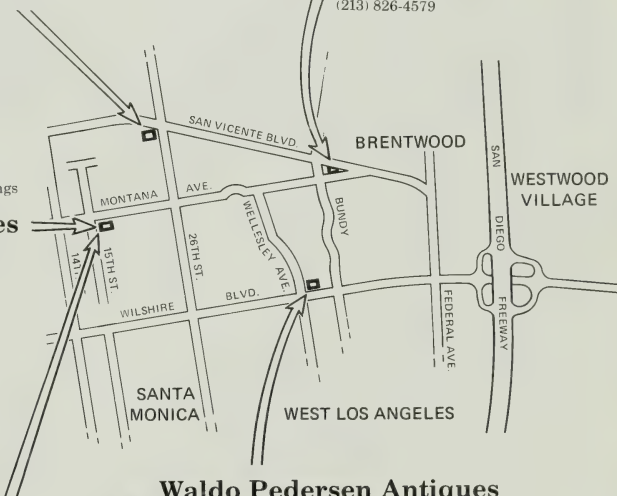 (213) 826-4579
SAN VICENTE BLVD.
BRENTWOOD
SAN DIEGO FREEWAY
WESTWOOD
VILLAGE
MONTANA AVE.
WELLESLEY AVE.
BUNDY
15TH ST.
26TH ST.
WILSHIRE BLVD.
FEDERAL AVE.
SANTA
MONICA
WEST LOS ANGELES
Waldo Pedersen Antiques